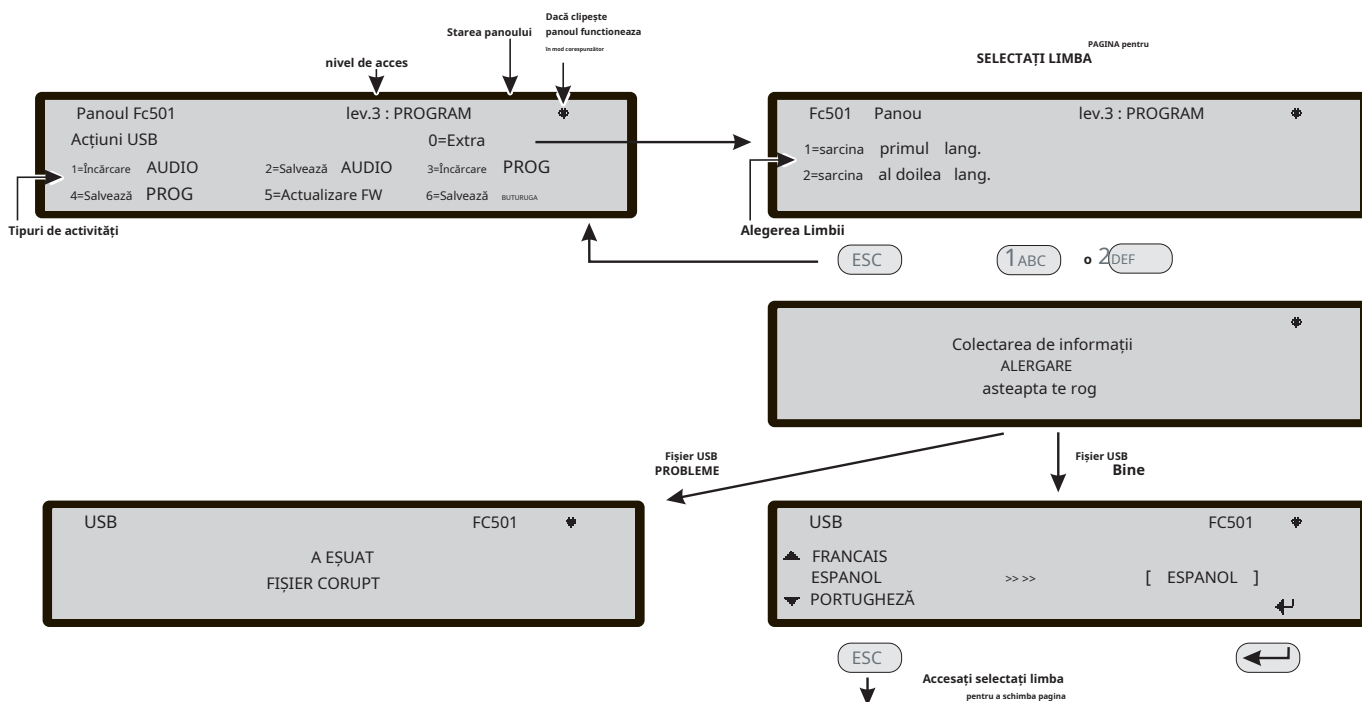 Dacă clipește
Starea panoului panoul functioneaza
în mod corespunzător
nivel de acces
PAGINA pentru
SELECTAȚI LIMBA
Panoul Fc501 lev.3 : PROGRAM
Acțiuni USB 0=Extra
1=Încărcare AUDIO 2=Salvează AUDIO 3=Încărcare PROG
4=Salvează PROG 5=Actualizare FW 6=Salvează BUTURUGA
Tipuri de activități
Fc501 Panou lev.3 : PROGRAM
1=sarcina primul lang.
2=sarcina al doilea lang.
Alegerea Limbii
ESC 1ABC o 2DEF
Colectarea de informații
ALERGARE
asteapta te rog
Fișier USB
PROBLEME
Fișier USB
Bine
USB FC501
A EȘUAT
FIȘIER CORUPT
USB FC501
FRANCAIS
ESPANOL >> >> [ ESPANOL ]
PORTUGHEZĂ
ESC
Accesați selectați limba
pentru a schimba pagina